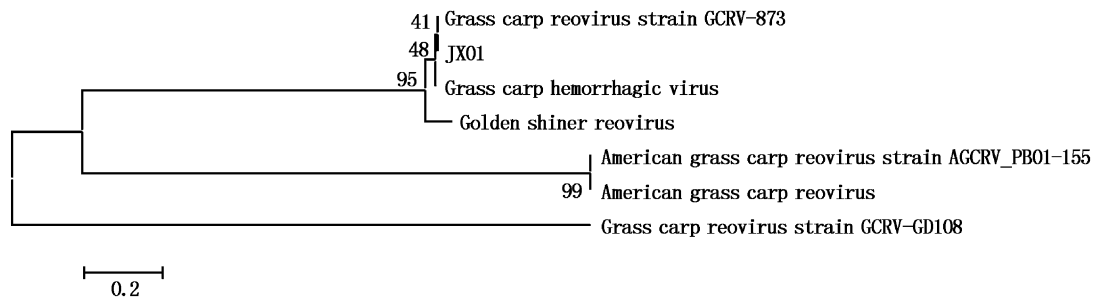 41 Grass carp reovirus strain GCRV-873
48 JX01
Grass carp hemorrhagic virus
95
Golden shiner reovirus
American grass carp reovirus strain AGCRV_PB01-155
99 American grass carp reovirus
Grass carp reovirus strain GCRV-GD108
0.2